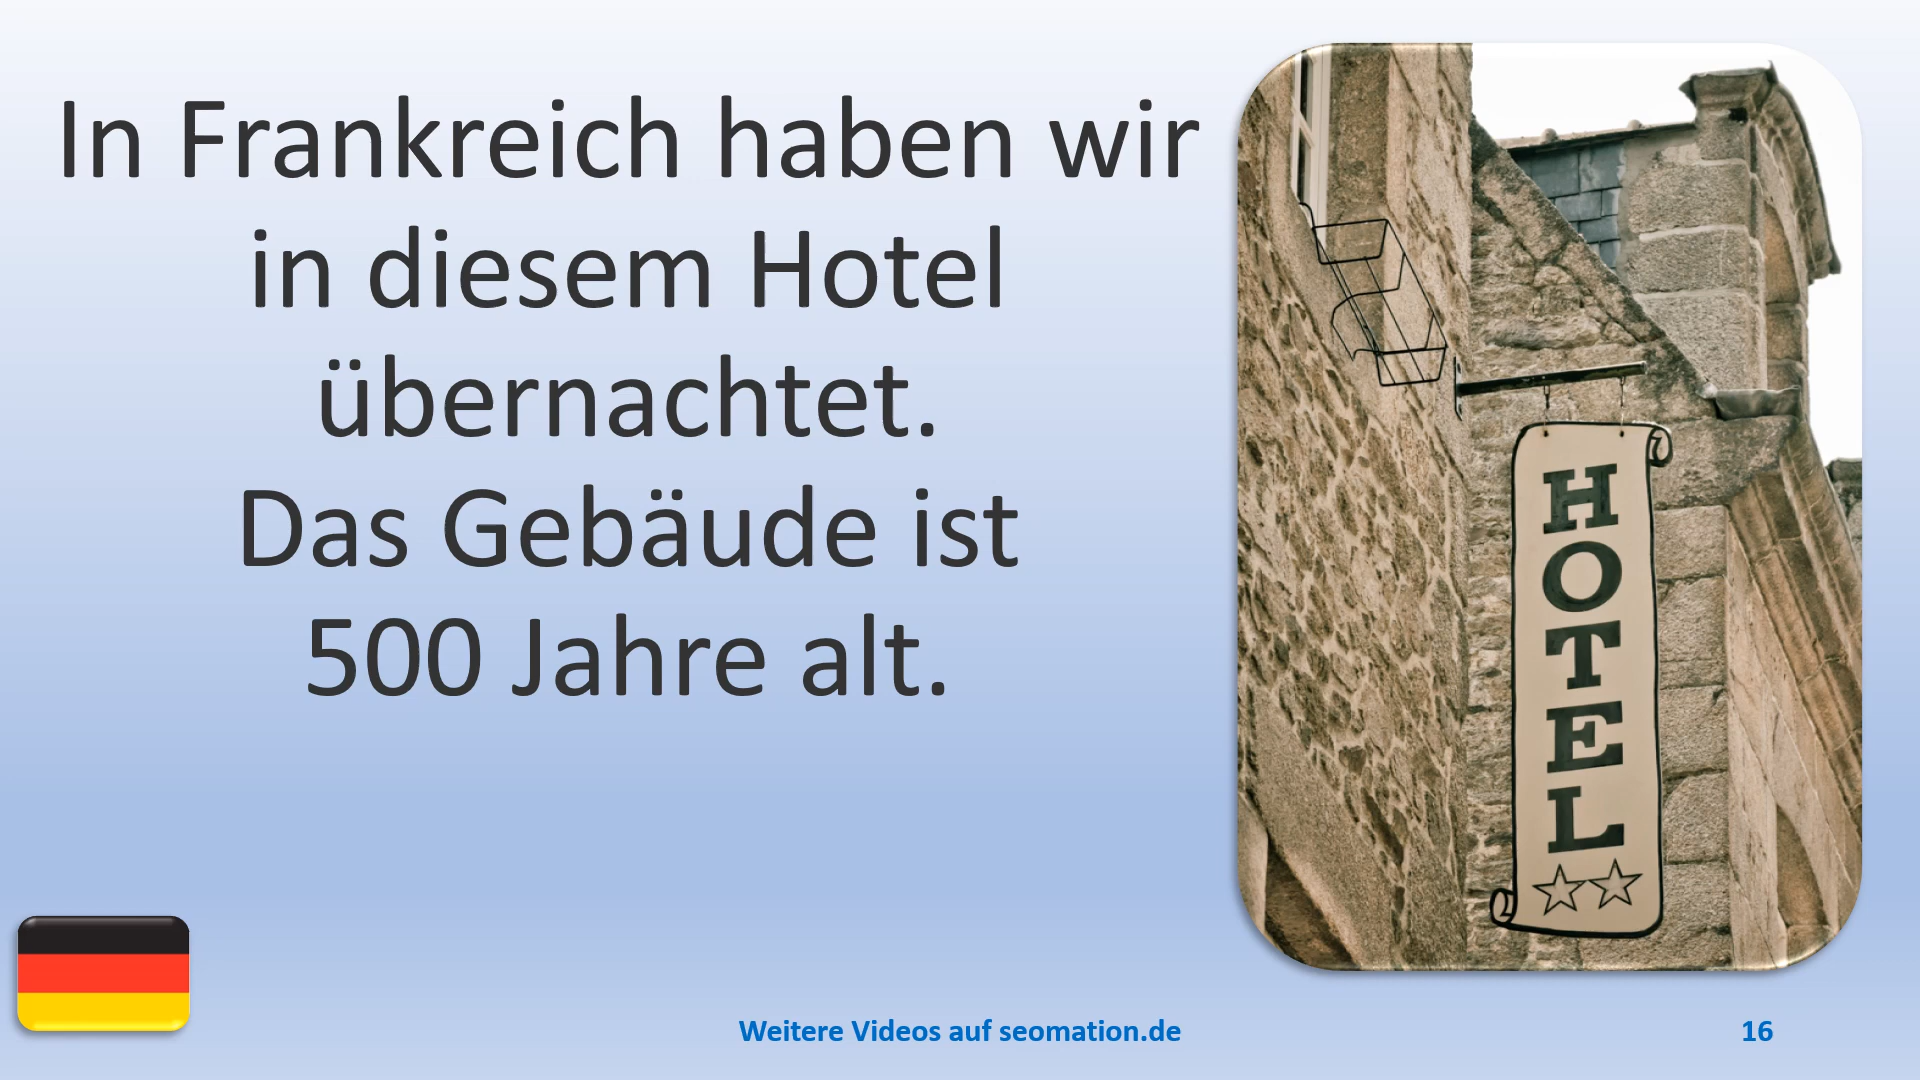 In Frankreich haben wir
in diesem Hotel
übernachtet.
Das Gebäude ist
500 Jahre alt.
HOTEL
Weitere Videos auf seomation.de
16